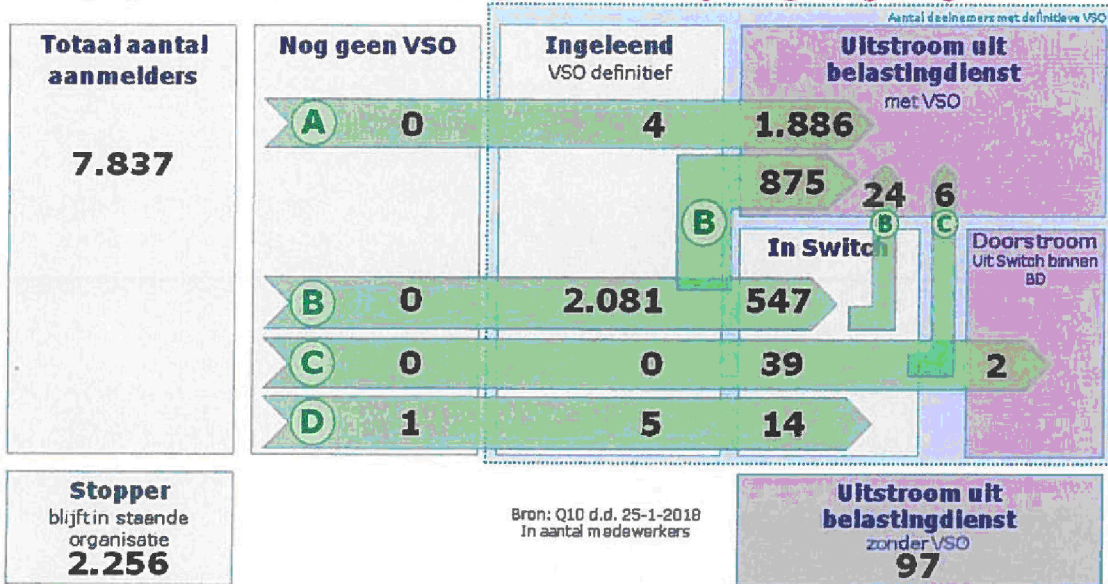 Aantal deelnemers met definitieve VSO
Totaal aantal
aanmelders
7.837
Nog geen VSO
Ingeleend
VSO definitief
Uitstroom uit
belastingdienst
met VSO
A 0 4 1.886
875
24 6
B
B C
In Switch
Doorstroom
Uit Switch binnen
BD
B 0 2.081 547
C 0 0 39 2
D 1 5 14
Stopper
blijft in staande
organisatie
2.256
Bron: Q10 d.d. 25-1-2018
In aantal medewerkers
Uitstroom uit
belastingdienst
zonder VSO
97